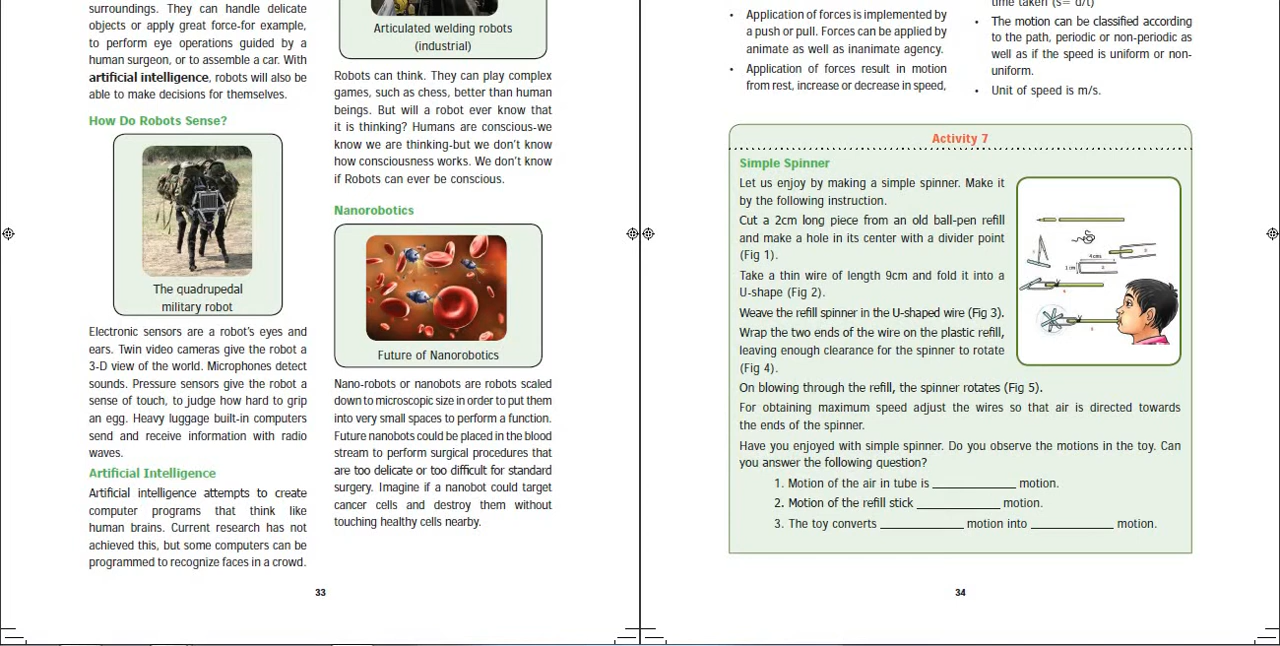 surroundings. They can handle delicate
objects or apply great force-for example,
to perform eye operations guided by a
human surgeon, or to assemble a car. With
artificial intelligence, robots will also be
able to make decisions for themselves.
How Do Robots Sense?
The quadrupedal
military robot
Electronic sensors are a robot's eyes and
ears. Twin video cameras give the robot a
3-D view of the world. Microphones detect
sounds. Pressure sensors give the robot a
sense of touch, to judge how hard to grip
an egg. Heavy luggage built-in computers
send and receive information with radio
waves.
Artificial Intelligence
Artificial intelligence attempts to create
computer programs that think like
human brains. Current research has not
achieved this, but some computers can be
programmed to recognize faces in a crowd.
Articulated welding robots
(industrial)
Robots can think. They can play complex
games, such as chess, better than human
beings. But will a robot ever know that
it is thinking? Humans are conscious-we
know we are thinking-but we don't know
how consciousness works. We don't know
if Robots can ever be conscious.
Nanorobotics
Future of Nanorobotics
Nano-robots or nanobots are robots scaled
down to microscopic size in order to put them
into very small spaces to perform a function.
Future nanobots could be placed in the blood
stream to perform surgical procedures that
are too delicate or too difficult for standard
surgery. Imagine if a nanobot could target
cancer cells and destroy them without
touching healthy cells nearby.
33
• Application of forces is implemented by
a push or pull. Forces can be applied by
animate as well as inanimate agency.
• Application of forces result in motion
from rest, increase or decrease in speed,
time taken (s= d/t)
• The motion can be classified according
to the path, periodic or non-periodic as
well as if the speed is uniform or non-
uniform.
• Unit of speed is m/s.
Activity 7
Simple Spinner
Let us enjoy by making a simple spinner. Make it
by the following instruction.
Cut a 2cm long piece from an old ball-pen refill
and make a hole in its center with a divider point
(Fig 1).
Take a thin wire of length 9cm and fold it into a
U-shape (Fig 2).
Weave the refill spinner in the U-shaped wire (Fig 3).
Wrap the two ends of the wire on the plastic refill,
leaving enough clearance for the spinner to rotate
(Fig 4).
4cms
1cm
On blowing through the refill, the spinner rotates (Fig 5).
For obtaining maximum speed adjust the wires so that air is directed towards
the ends of the spinner.
Have you enjoyed with simple spinner. Do you observe the motions in the toy. Can
you answer the following question?
1. Motion of the air in tube is ______________ motion.
2. Motion of the refill stick ______________ motion.
3. The toy converts ______________ motion into ______________ motion.
34